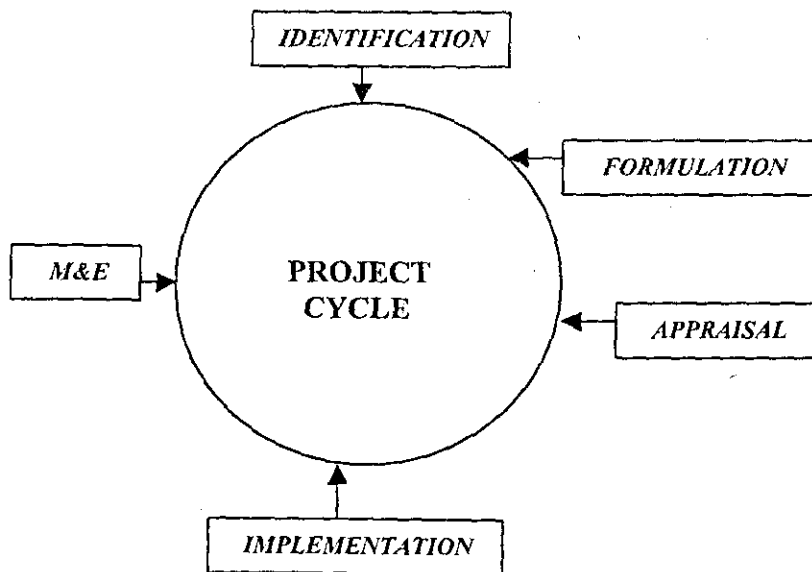 IDENTIFICATION
FORMULATION
M&E
PROJECT
CYCLE
APPRAISAL
IMPLEMENTATION